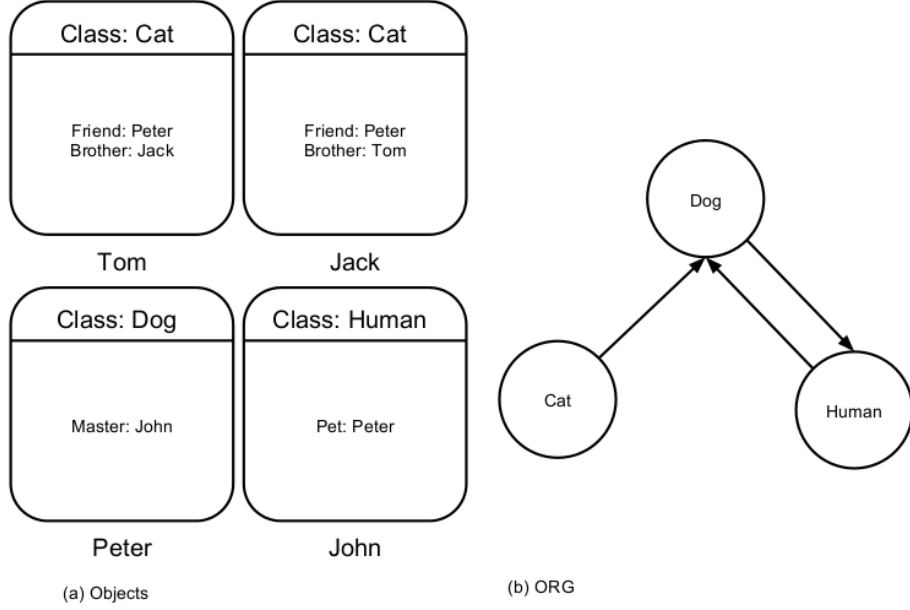 Class: Cat
Friend: Peter
Brother: Jack
Tom
Class: Cat
Friend: Peter
Brother: Tom
Jack
Class: Dog
Master: John
Peter
Class: Human
Pet: Peter
John
(a) Objects
Dog
Cat
Human
(b) ORG